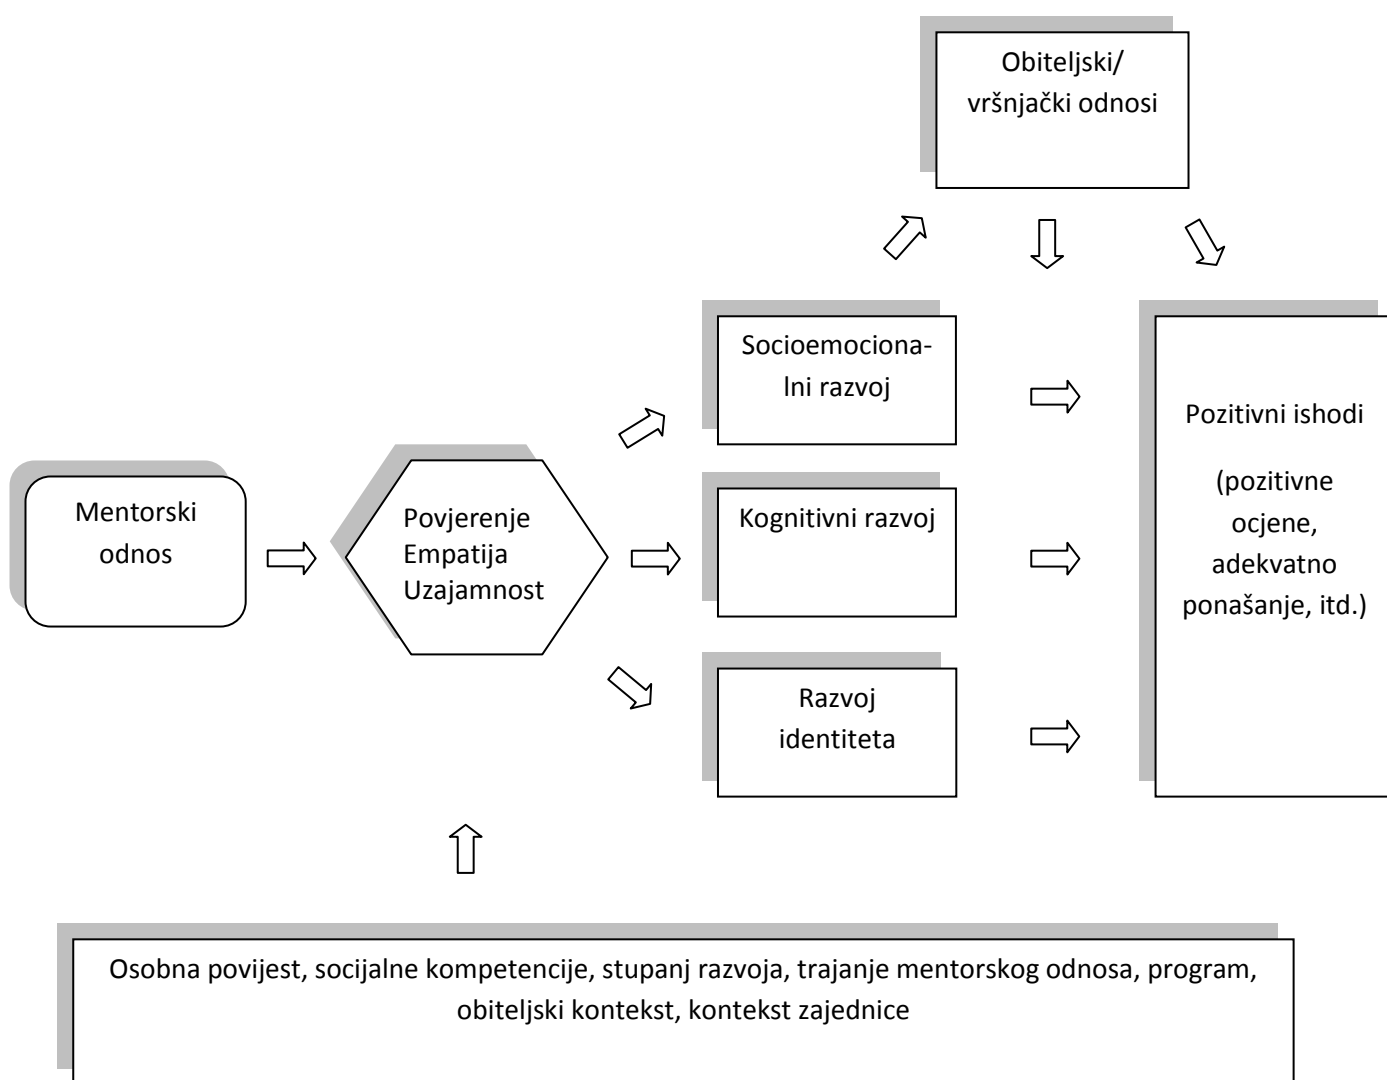 Obiteljski/
vršnjački odnosi
Socioemociona-
lni razvoj
Pozitivni ishodi
(pozitivne
ocjene,
adekvatno
ponašanje, itd.)
Mentorski
odnos
Povjerenje
Empatija
Uzajamnost
Kognitivni razvoj
Razvoj
identiteta
Osobna povijest, socijalne kompetencije, stupanj razvoja, trajanje mentorskog odnosa, program,
obiteljski kontekst, kontekst zajednice